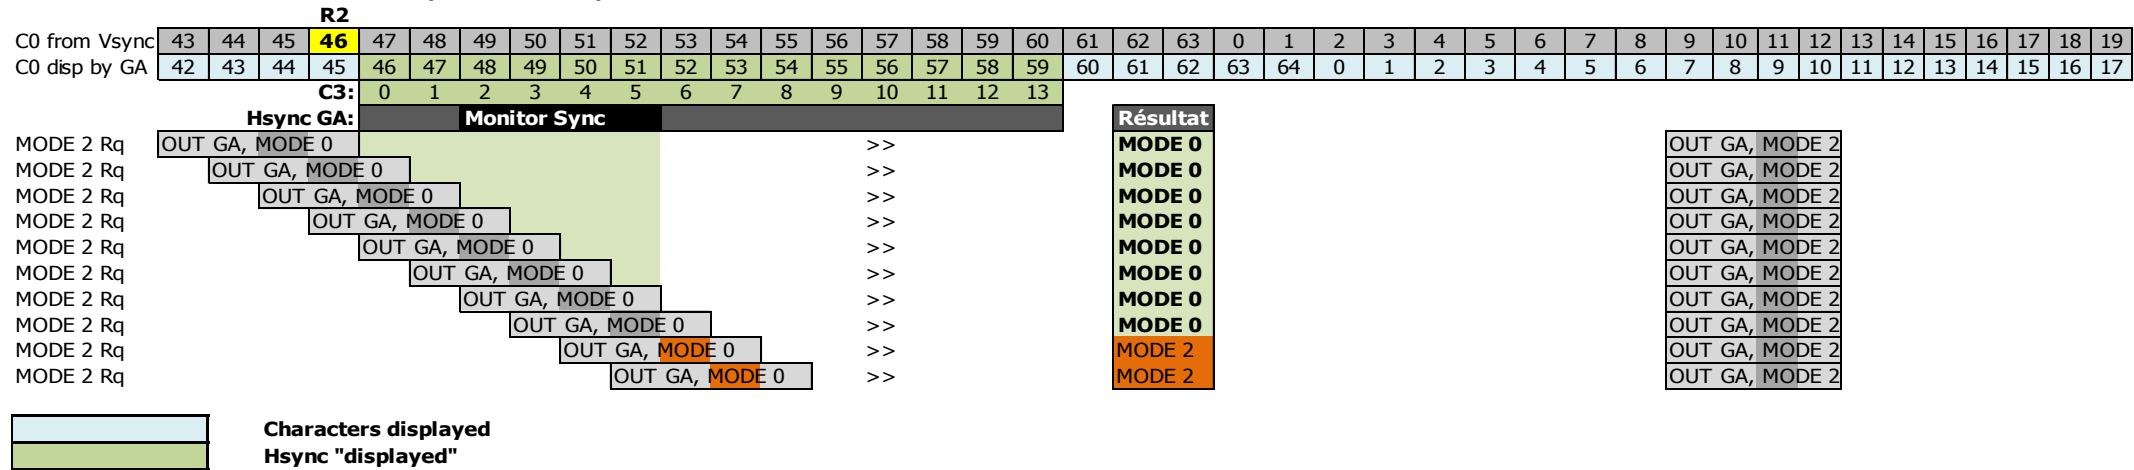 R2
C0 from Vsync 43 44 45 46 47 48 49 50 51 52 53 54 55 56 57 58 59 60 61 62 63 0 1 2 3 4 5 6 7 8 9 10 11 12 13 14 15 16 17 18 19
C0 disp by GA 42 43 44 45 46 47 48 49 50 51 52 53 54 55 56 57 58 59 60 61 62 63 64 0 1 2 3 4 5 6 7 8 9 10 11 12 13 14 15 16 17
C3: 0 1 2 3 4 5 6 7 8 9 10 11 12 13
Hsync GA: Monitor Sync Résultat
MODE 2 Rq OUT GA, MODE 0 >> MODE 0 OUT GA, MODE 2
MODE 2 Rq OUT GA, MODE 0 >> MODE 0 OUT GA, MODE 2
MODE 2 Rq OUT GA, MODE 0 >> MODE 0 OUT GA, MODE 2
MODE 2 Rq OUT GA, MODE 0 >> MODE 0 OUT GA, MODE 2
MODE 2 Rq OUT GA, MODE 0 >> MODE 0 OUT GA, MODE 2
MODE 2 Rq OUT GA, MODE 0 >> MODE 0 OUT GA, MODE 2
MODE 2 Rq OUT GA, MODE 0 >> MODE 0 OUT GA, MODE 2
MODE 2 Rq OUT GA, MODE 0 >> MODE 0 OUT GA, MODE 2
MODE 2 Rq OUT GA, MODE 0 >> MODE 2 OUT GA, MODE 2
MODE 2 Rq OUT GA, MODE 0 >> MODE 2 OUT GA, MODE 2
Characters displayed
Hsync "displayed"